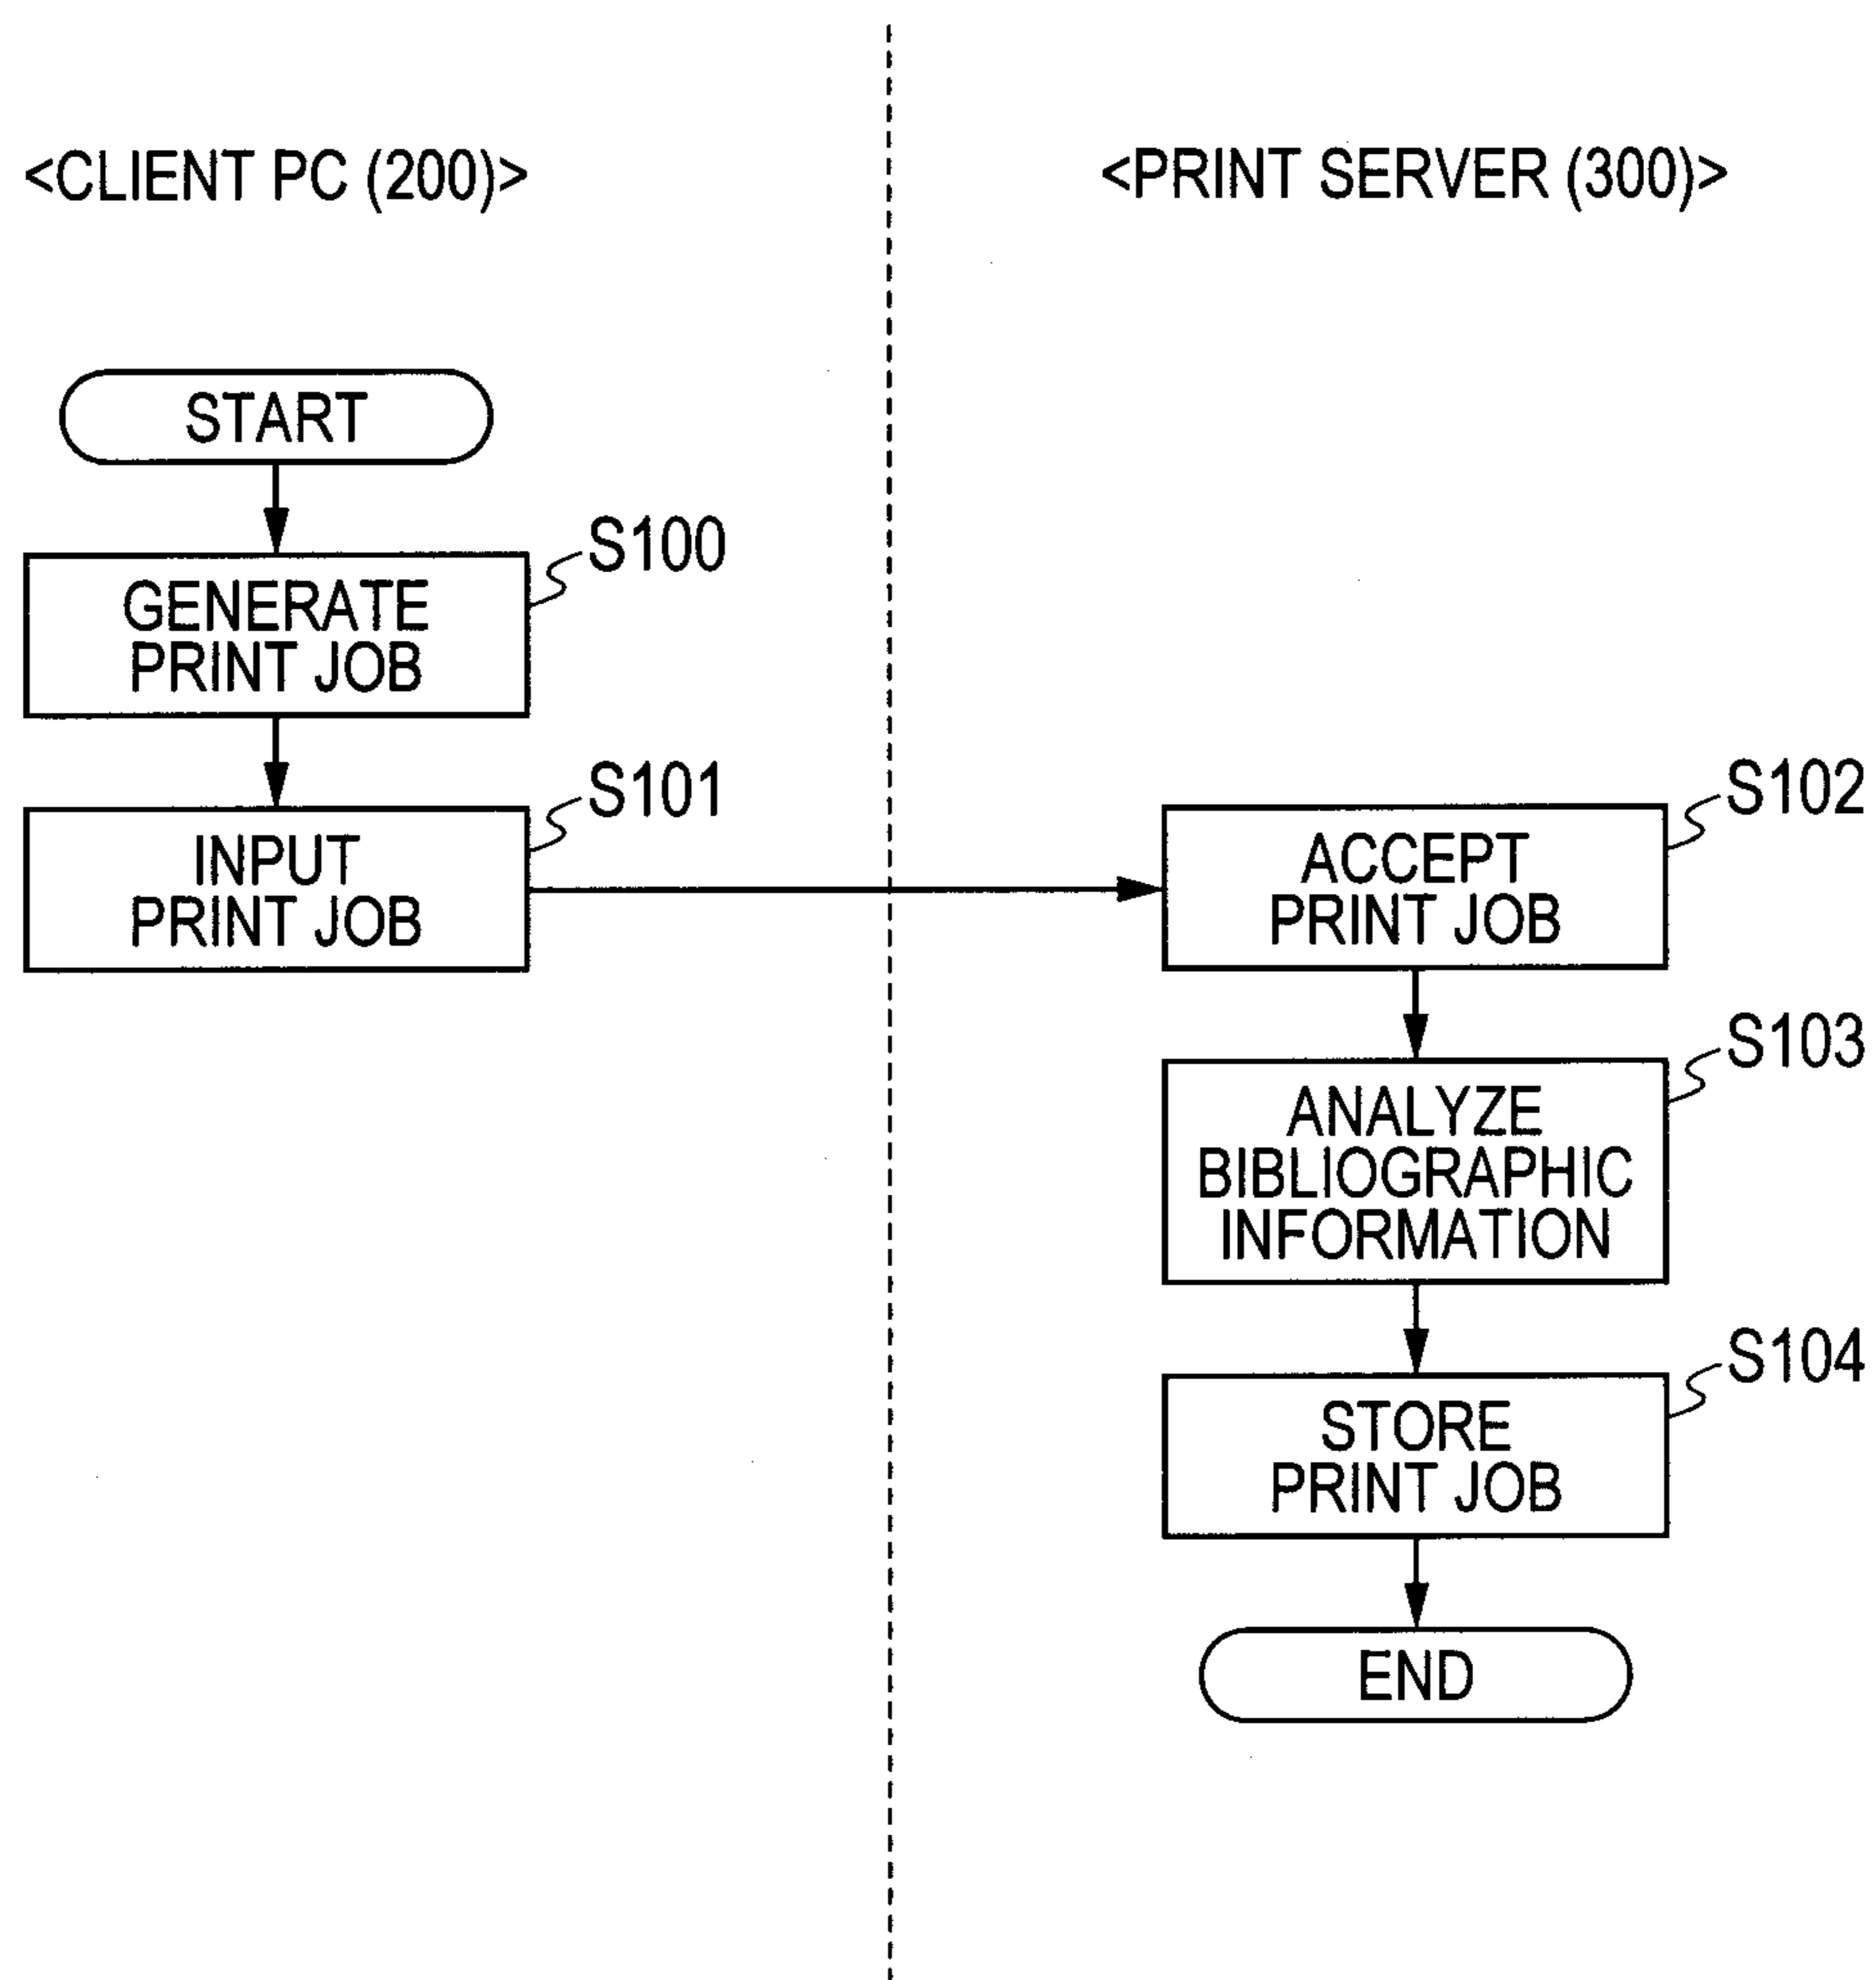 <CLIENT PC (200)>
<PRINT SERVER (300)>
START
S100
GENERATE
PRINT JOB
S101
INPUT
PRINT JOB
S102
ACCEPT
PRINT JOB
S103
ANALYZE
BIBLIOGRAPHIC
INFORMATION
S104
STORE
PRINT JOB
END